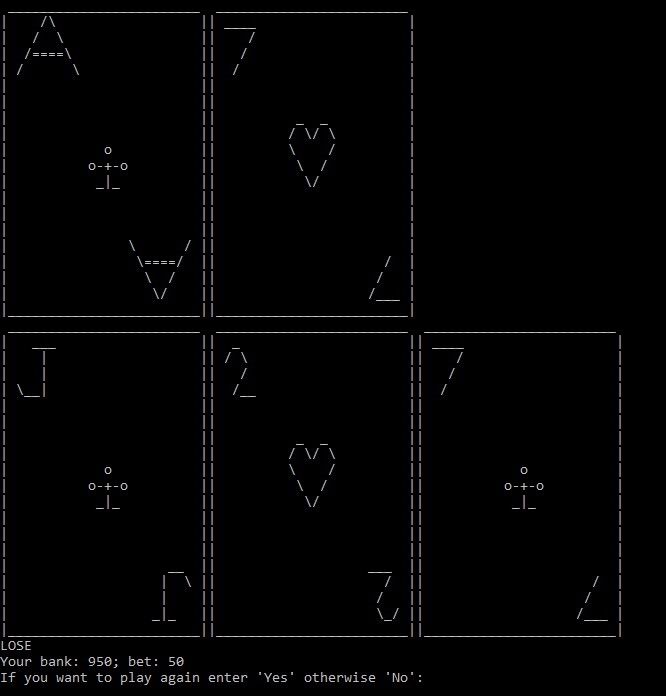 LOSE
Your bank: 950; bet: 50
If you want to play again enter 'Yes' otherwise 'No':